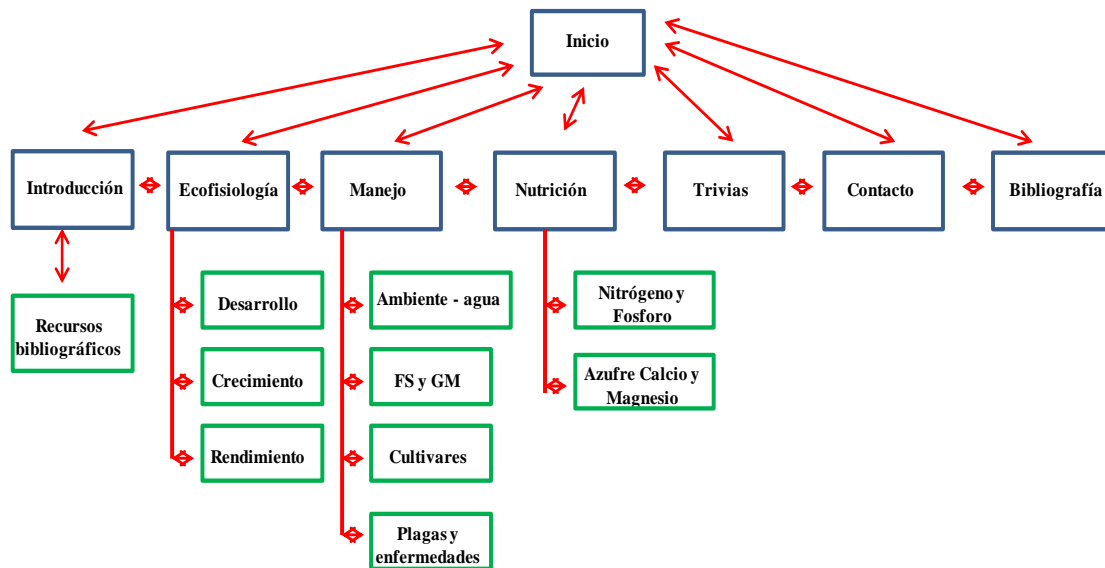 Inicio
Introducción
Ecofisiología
Manejo
Nutrición
Trivias
Contacto
Bibliografía
Recursos
bibliográficos
Desarrollo
Crecimiento
Rendimiento
Ambiente - agua
FS y GM
Cultivares
Plagas y
enfermedades
Nitrógeno y
Fosforo
Azufre Calcio y
Magnesio